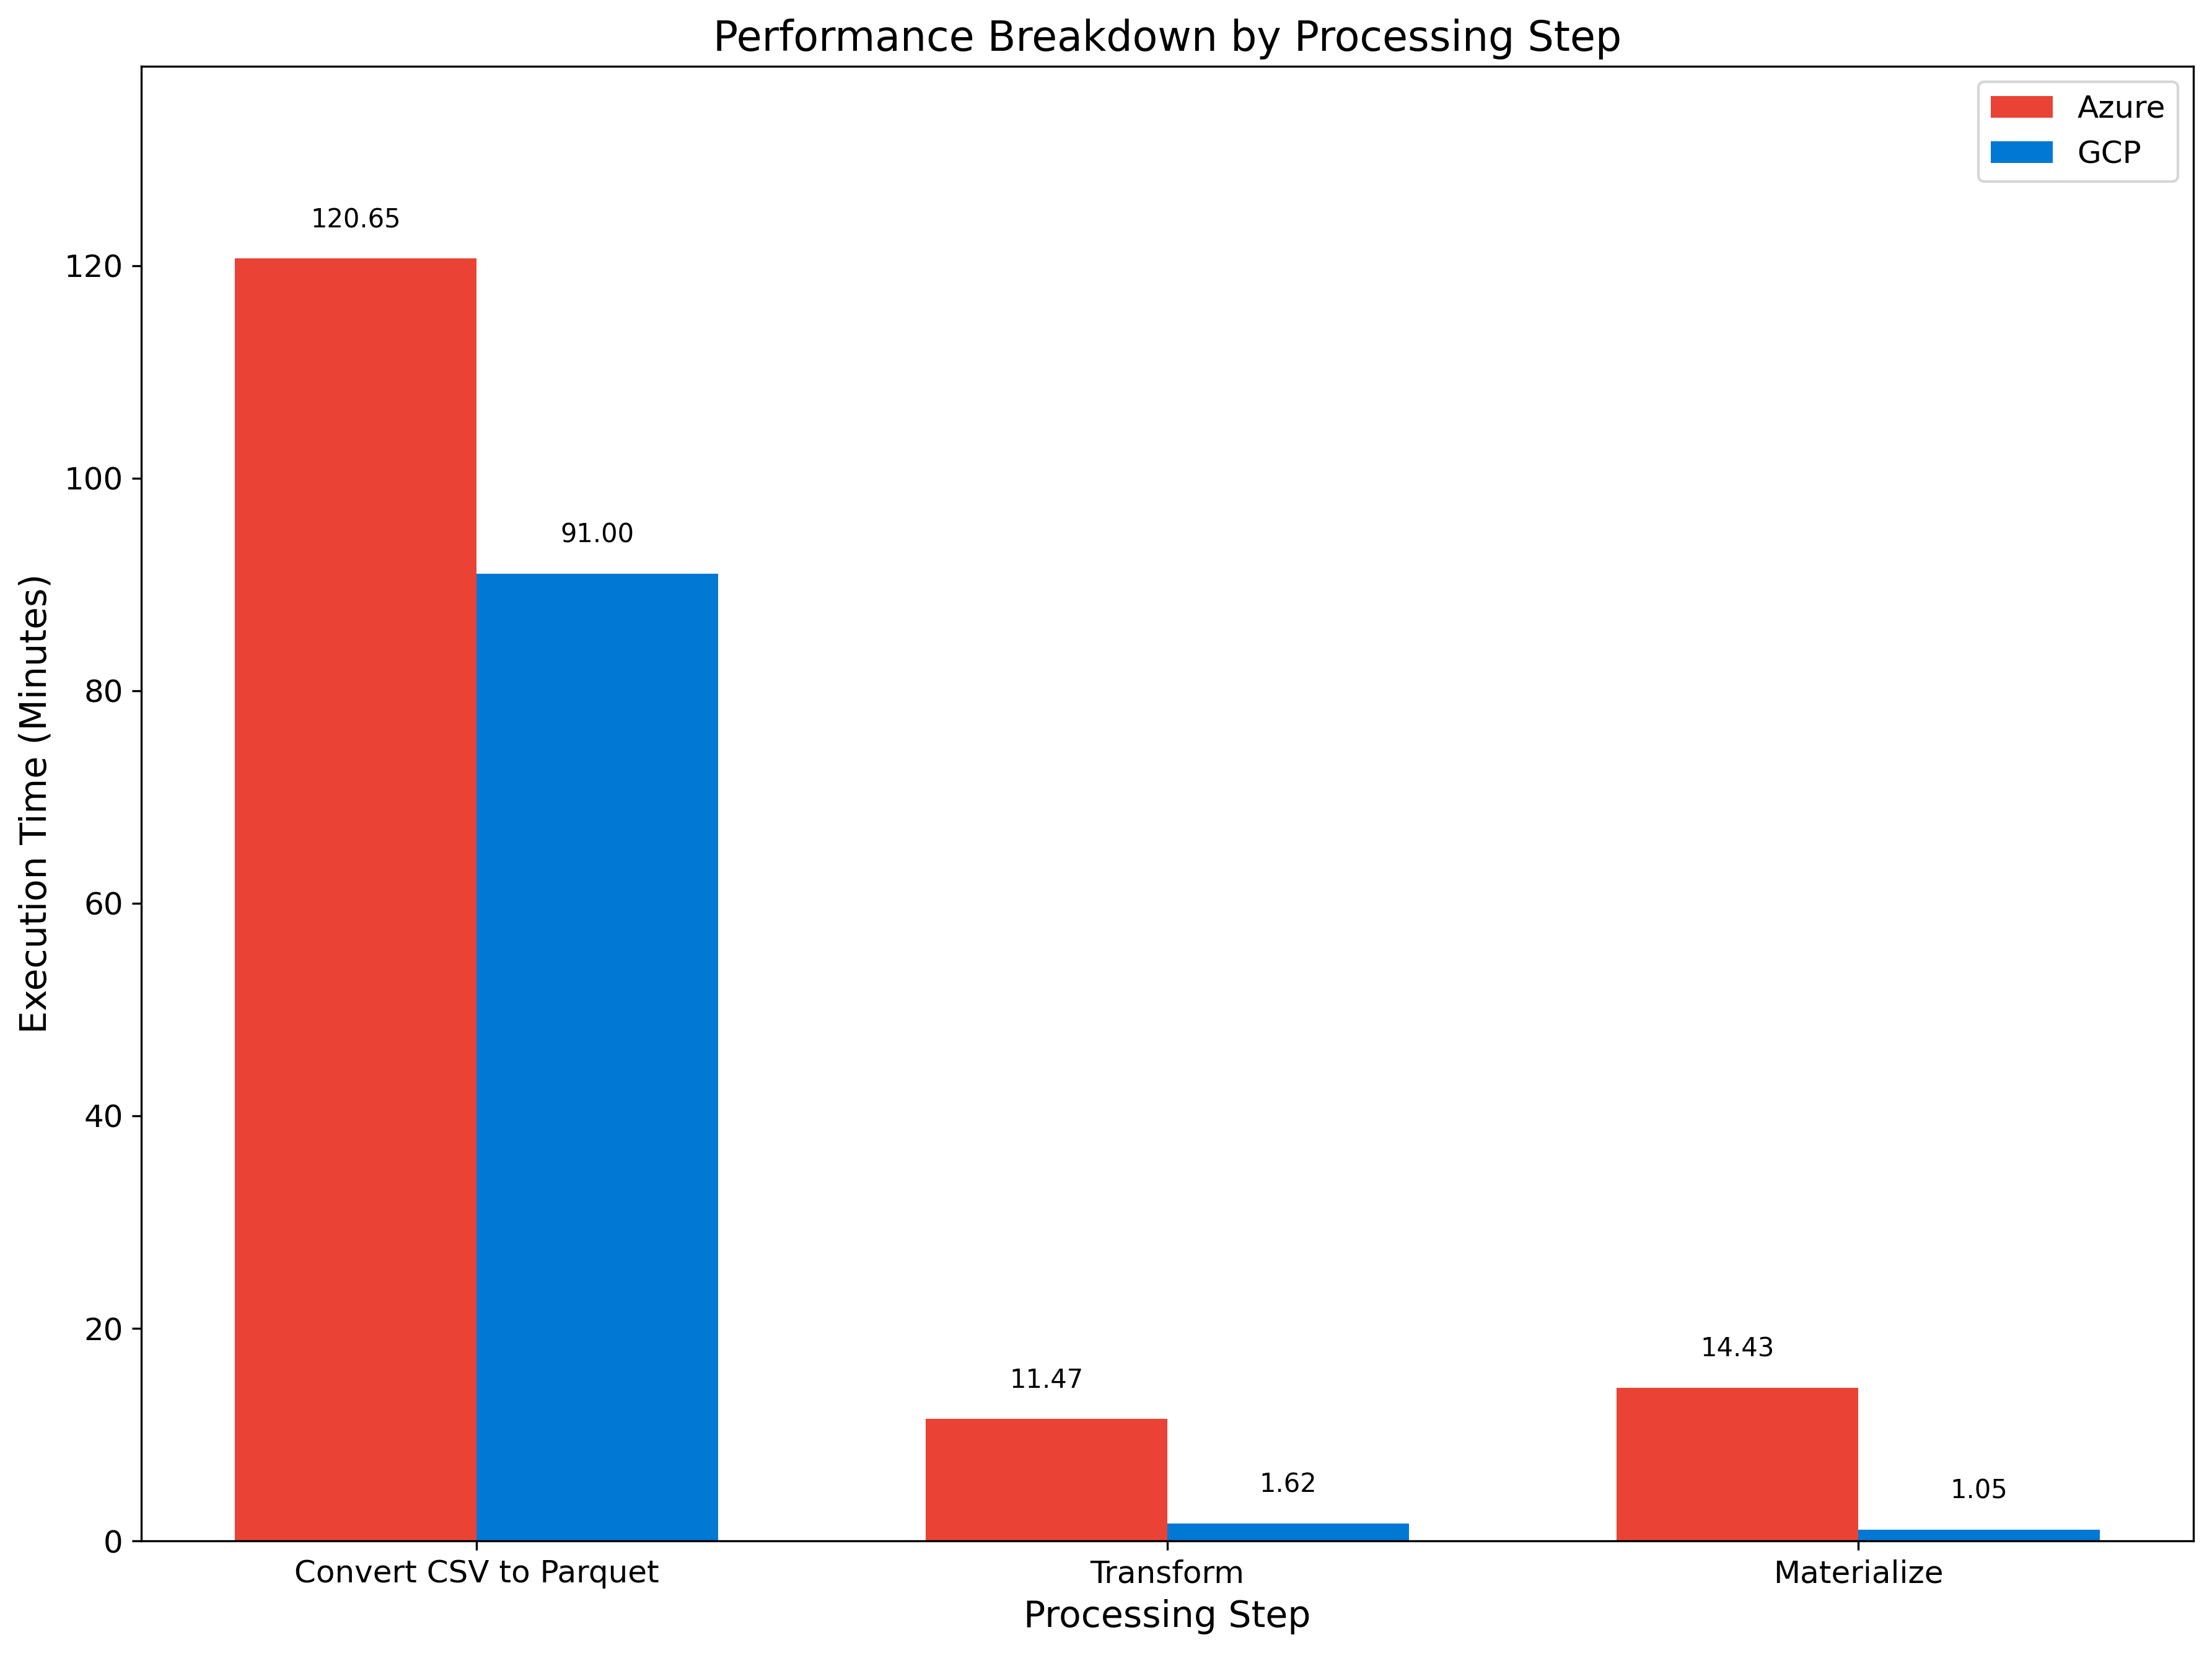 Performance Breakdown by Processing Step
Azure
GCP
Execution Time (Minutes)
120
100
80
60
40
20
0
120.65
91.00
11.47
1.62
14.43
1.05
Convert CSV to Parquet
Transform
Materialize
Processing Step